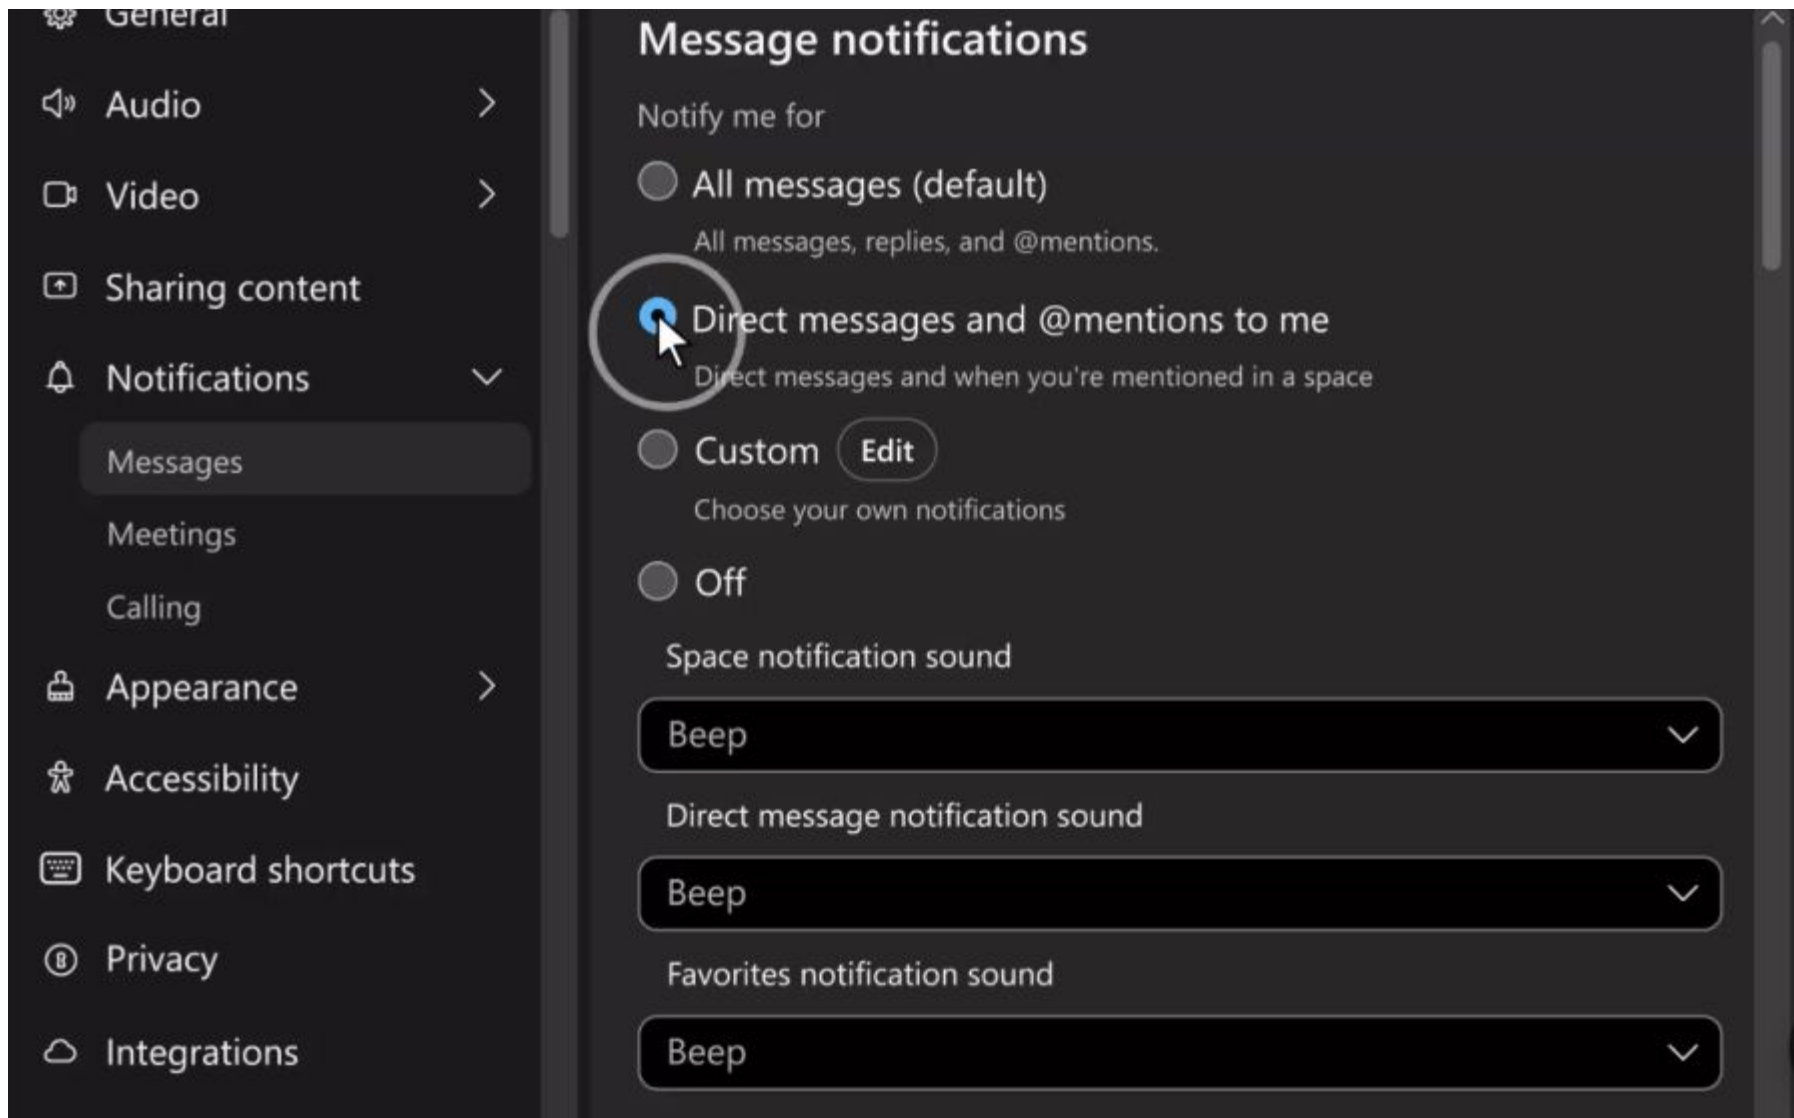 General
Audio
Video
Sharing content
Notifications
Messages
Meetings
Calling
Appearance
Accessibility
Keyboard shortcuts
Privacy
Integrations
Message notifications
Notify me for
All messages (default)
All messages, replies, and @mentions.
Direct messages and @mentions to me
Direct messages and when you're mentioned in a space
Custom Edit
Choose your own notifications
Off
Space notification sound
Beep
Direct message notification sound
Beep
Favorites notification sound
Beep